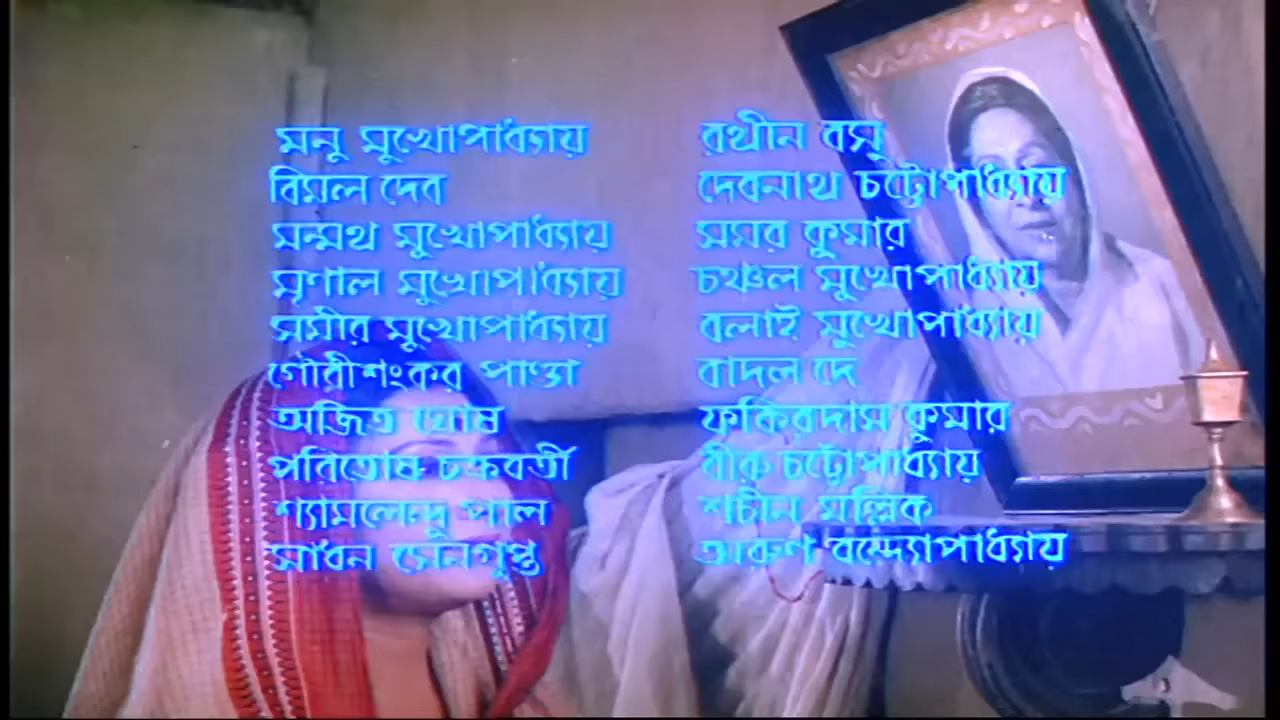 মনু মুখোপাধ্যায়
বিমল দেব
মন্মথ মুখোপাধ্যায়
মৃণাল মুখোপাধ্যায়
সমীর মুখোপাধ্যায়
গৌরীশংকর পাণ্ডা
অজিত ঘোষ
পরিতোষ চক্রবর্তী
শ্যামলেন্দু পাল
সাধন সেনগুপ্ত
রথীন বসু
দেবনাথ চট্টোপাধ্যায়
সমর কুমার
চঞ্চল মুখোপাধ্যায়
বলাই মুখোপাধ্যায়
বাদল দে
ফকিরদাস কুমার
বীরু চট্টোপাধ্যায়
শচীন মল্লিক
অরুণ বন্দ্যোপাধ্যায়